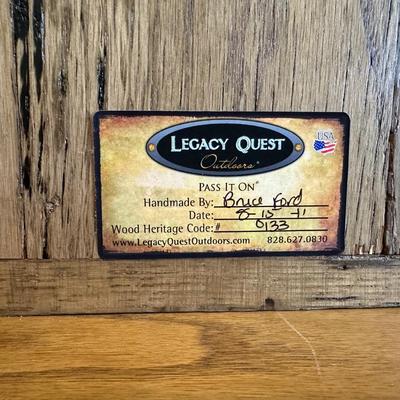 LEGACY QUEST
Outdoors®
USA
PASS IT ON®
Handmade By: Bruce Ford
Date: 8-15-11
Wood Heritage Code: # 0133
www.LegacyQuestOutdoors.com 828.627.0830